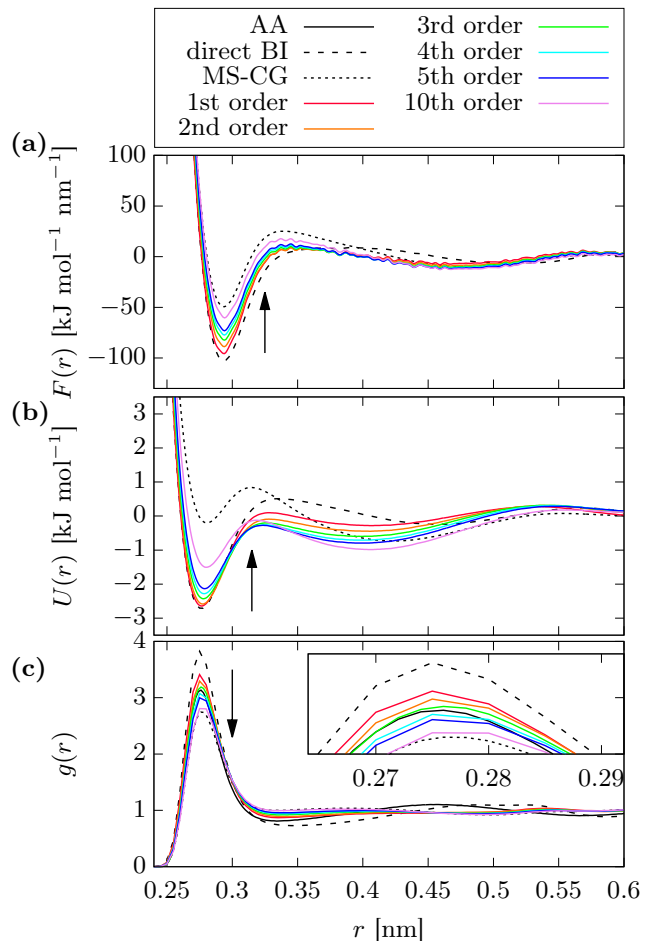 AA
direct BI
MS-CG
1st order
2nd order
3rd order
4th order
5th order
10th order
(a)
F(r) [kJ mol⁻¹ nm⁻¹]
100
50
0
−50
−100
(b)
U(r) [kJ mol⁻¹]
3
2
1
0
−1
−2
−3
(c)
g(r)
4
3
2
1
0
0.27 0.28 0.29
0.25 0.3 0.35 0.4 0.45 0.5 0.55 0.6
r [nm]